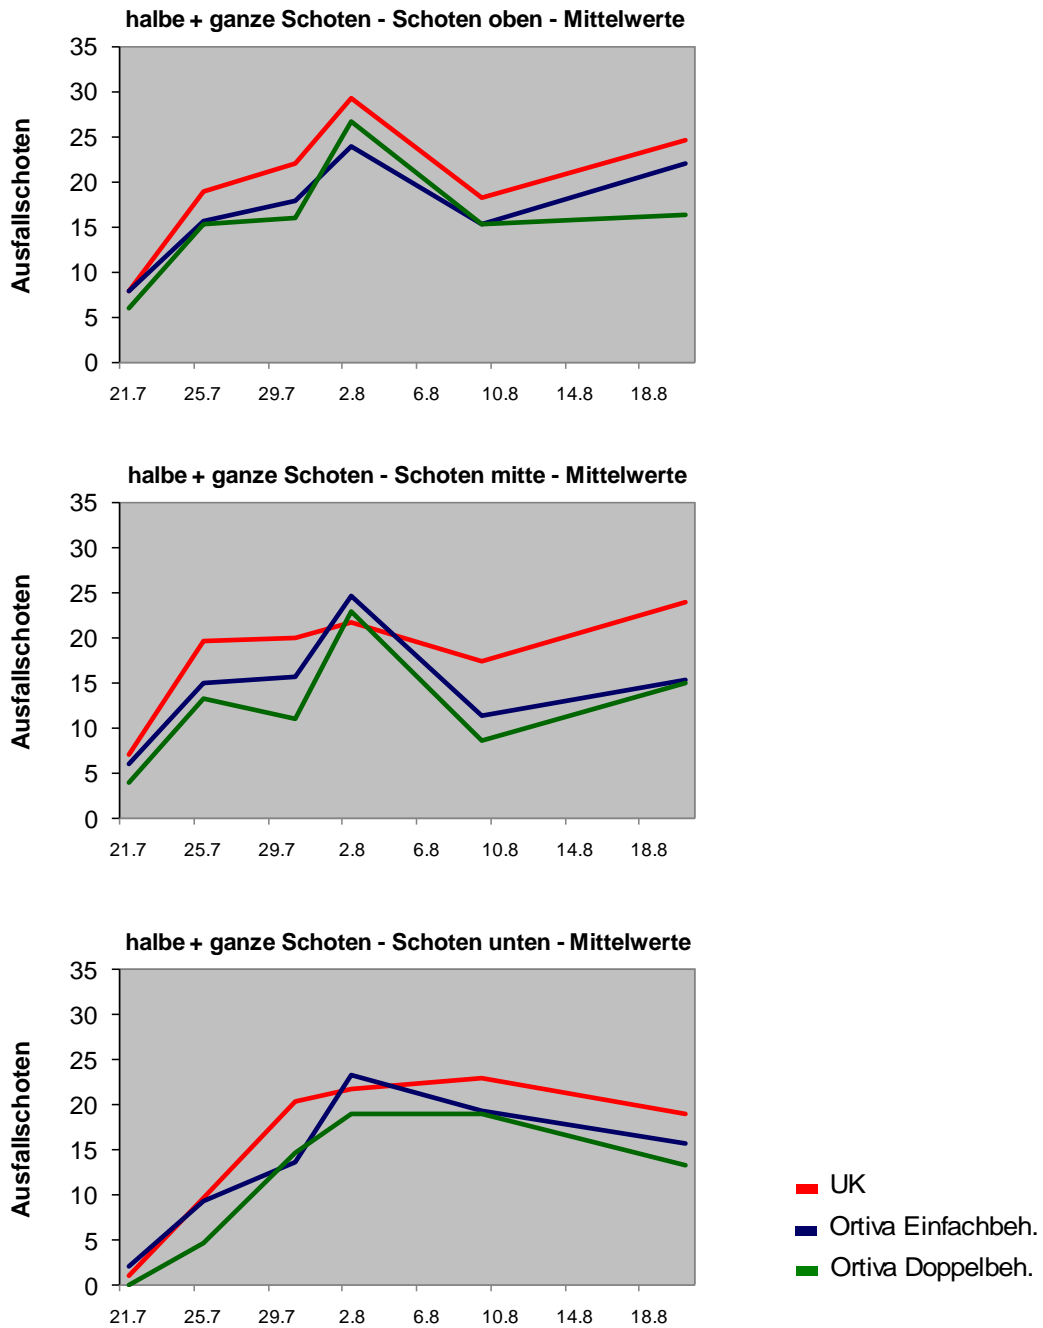 halbe + ganze Schoten - Schoten oben - Mittelwerte
35
30
25
20
15
10
5
0
Ausfallschoten
21.7 25.7 29.7 2.8 6.8 10.8 14.8 18.8
halbe + ganze Schoten - Schoten mitte - Mittelwerte
35
30
25
20
15
10
5
0
Ausfallschoten
21.7 25.7 29.7 2.8 6.8 10.8 14.8 18.8
halbe + ganze Schoten - Schoten unten - Mittelwerte
35
30
25
20
15
10
5
0
Ausfallschoten
21.7 25.7 29.7 2.8 6.8 10.8 14.8 18.8
UK
Ortiva Einfachbeh.
Ortiva Doppelbeh.